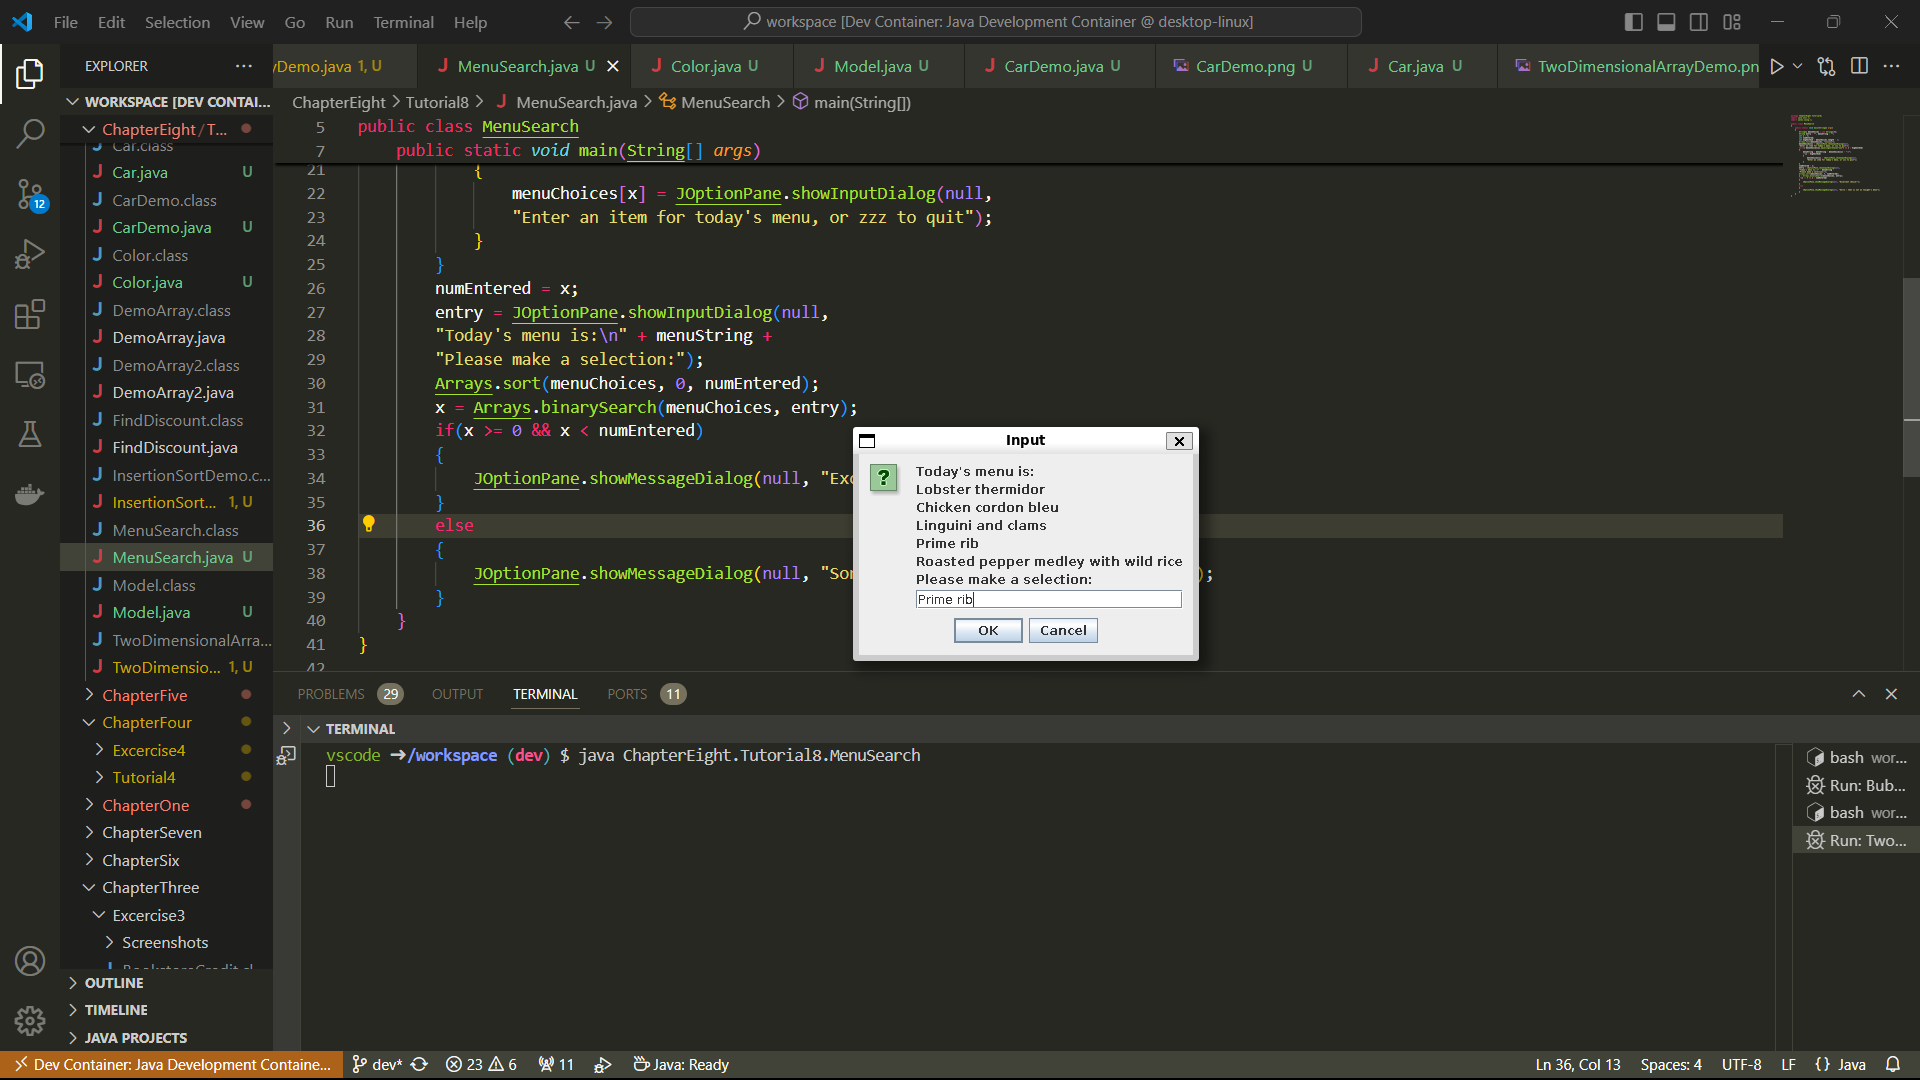 File Edit Selection View Go Run Terminal Help
workspace [Dev Container: Java Development Container @ desktop-linux]
EXPLORER
yDemo.java 1, U
MenuSearch.java U
Color.java U
Model.java U
CarDemo.java U
CarDemo.png U
Car.java U
TwoDimensionalArrayDemo.pn
WORKSPACE [DEV CONTAI...
ChapterEight / T...
Car.class
Car.java U
CarDemo.class
CarDemo.java U
Color.class
Color.java U
DemoArray.class
DemoArray.java
DemoArray2.class
DemoArray2.java
FindDiscount.class
FindDiscount.java
InsertionSortDemo.c...
InsertionSort... 1, U
MenuSearch.class
MenuSearch.java U
Model.class
Model.java U
TwoDimensionalArra...
TwoDimensio... 1, U
ChapterFive
ChapterFour
Excercise4
Tutorial4
ChapterOne
ChapterSeven
ChapterSix
ChapterThree
Excercise3
Screenshots
OUTLINE
TIMELINE
JAVA PROJECTS
12
ChapterEight > Tutorial8 > MenuSearch.java > MenuSearch > main(String[])
5 public class MenuSearch
7 public static void main(String[] args)
21 {
22 menuChoices[x] = JOptionPane.showInputDialog(null,
23 "Enter an item for today's menu, or zzz to quit");
24 }
25 }
26 numEntered = x;
27 entry = JOptionPane.showInputDialog(null,
28 "Today's menu is:\n" + menuString +
29 "Please make a selection:");
30 Arrays.sort(menuChoices, 0, numEntered);
31 x = Arrays.binarySearch(menuChoices, entry);
32 if(x >= 0 && x < numEntered)
33 {
34 JOptionPane.showMessageDialog(null, "Exc
35 }
36 else
37 {
38 JOptionPane.showMessageDialog(null, "Sor );
39 }
40 }
41 }
42
Input
Today's menu is:
Lobster thermidor
Chicken cordon bleu
Linguini and clams
Prime rib
Roasted pepper medley with wild rice
Please make a selection:
Prime rib
OK Cancel
PROBLEMS 29 OUTPUT TERMINAL PORTS 11
TERMINAL
vscode ➜/workspace (dev) $ java ChapterEight.Tutorial8.MenuSearch
bash wor...
Run: Bub...
bash wor...
Run: Two...
Dev Container: Java Development Containe... dev* 23 6 11 Java: Ready
Ln 36, Col 13 Spaces: 4 UTF-8 LF {} Java